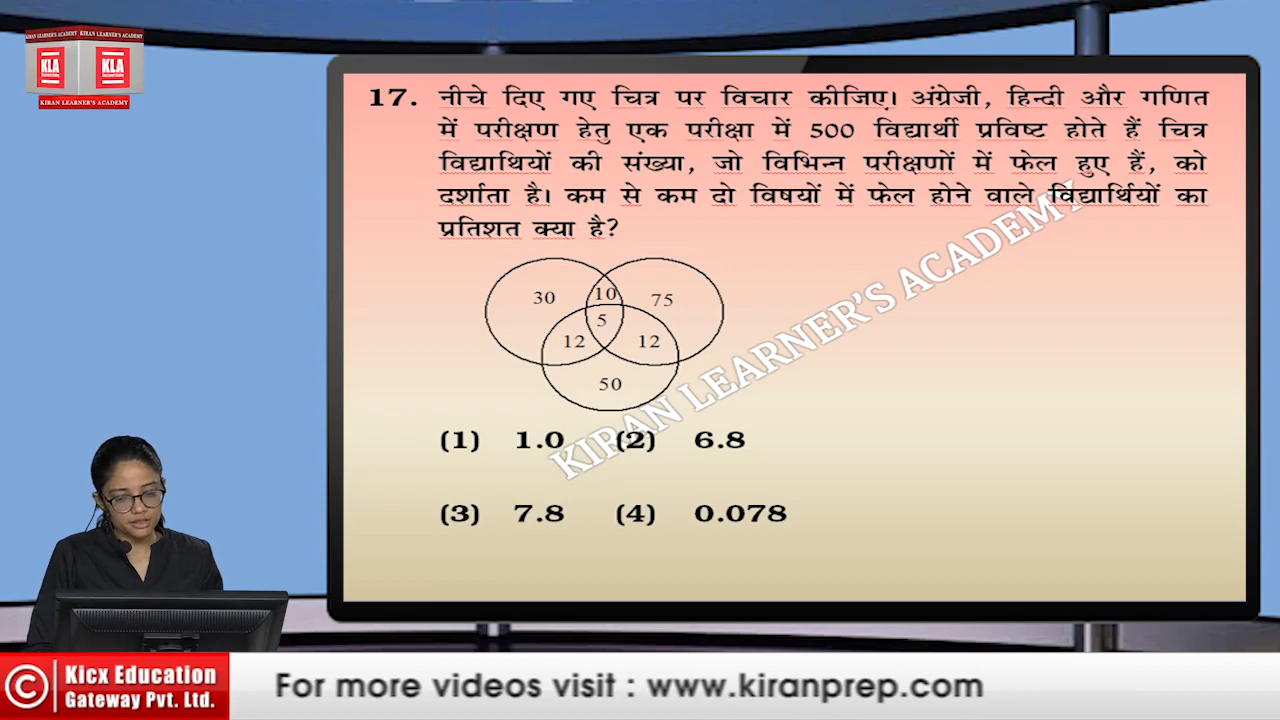 KIRAN LEARNER'S ACADEMY KIRAN LEARNER'S ACADEMY
KLA KLA
KIRAN LEARNER'S ACADEMY
17. नीचे दिए गए चित्र पर विचार कीजिए। अंग्रेजी, हिन्दी और गणित
में परीक्षण हेतु एक परीक्षा में 500 विद्यार्थी प्रविष्ट होते हैं चित्र
विद्याथियों की संख्या, जो विभिन्न परीक्षणों में फेल हुए हैं, को
दर्शाता है। कम से कम दो विषयों में फेल होने वाले विद्यार्थियों का
प्रतिशत क्या है?
30 10 75
5
12 12
50
KIRAN LEARNER'S ACADEMY
(1) 1.0 (2) 6.8
(3) 7.8 (4) 0.078
© Kicx Education
Gateway Pvt. Ltd.
For more videos visit : www.kiranprep.com